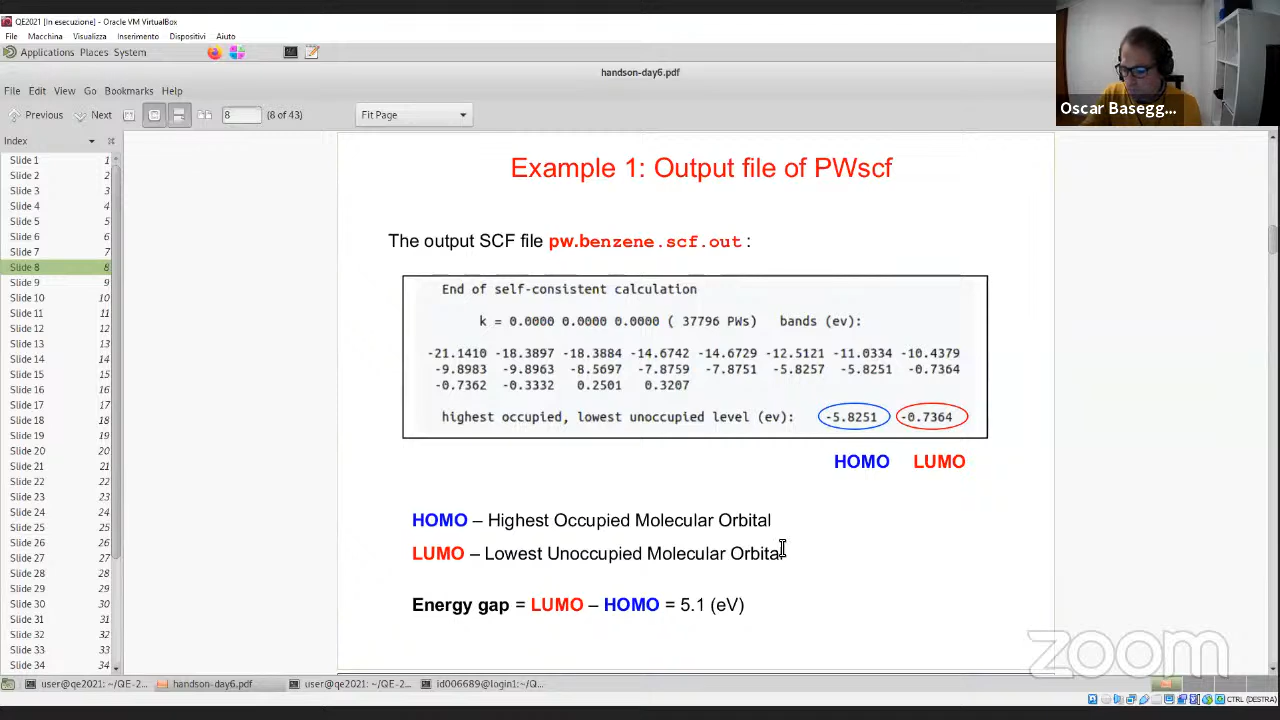 QE2021 [In esecuzione] - Oracle VM VirtualBox
File Macchina Visualizza Inserimento Dispositivi Aiuto
Applications Places System
handson-day6.pdf
File Edit View Go Bookmarks Help
Previous Next 8 (8 of 43) Fit Page
Oscar Basegg...
Index
Slide 1 1
Slide 2 2
Slide 3 3
Slide 4 4
Slide 5 5
Slide 6 6
Slide 7 7
Slide 8 8
Slide 9 9
Slide 10 10
Slide 11 11
Slide 12 12
Slide 13 13
Slide 14 14
Slide 15 15
Slide 16 16
Slide 17 17
Slide 18 18
Slide 19 19
Slide 20 20
Slide 21 21
Slide 22 22
Slide 23 23
Slide 24 24
Slide 25 25
Slide 26 26
Slide 27 27
Slide 28 28
Slide 29 29
Slide 30 30
Slide 31 31
Slide 32 32
Slide 33 33
Slide 34 34
Example 1: Output file of PWscf
The output SCF file pw.benzene.scf.out :
End of self-consistent calculation
k = 0.0000 0.0000 0.0000 ( 37796 PWs) bands (ev):
-21.1410 -18.3897 -18.3884 -14.6742 -14.6729 -12.5121 -11.0334 -10.4379
-9.8983 -9.8963 -8.5697 -7.8759 -7.8751 -5.8257 -5.8251 -0.7364
-0.7362 -0.3332 0.2501 0.3207
highest occupied, lowest unoccupied level (ev): -5.8251 -0.7364
HOMO LUMO
HOMO – Highest Occupied Molecular Orbital
LUMO – Lowest Unoccupied Molecular Orbital
Energy gap = LUMO – HOMO = 5.1 (eV)
zoom
user@qe2021: ~/QE-2... handson-day6.pdf user@qe2021: ~/QE-2... id006689@login1:~/Q...
CTRL (DESTRA)